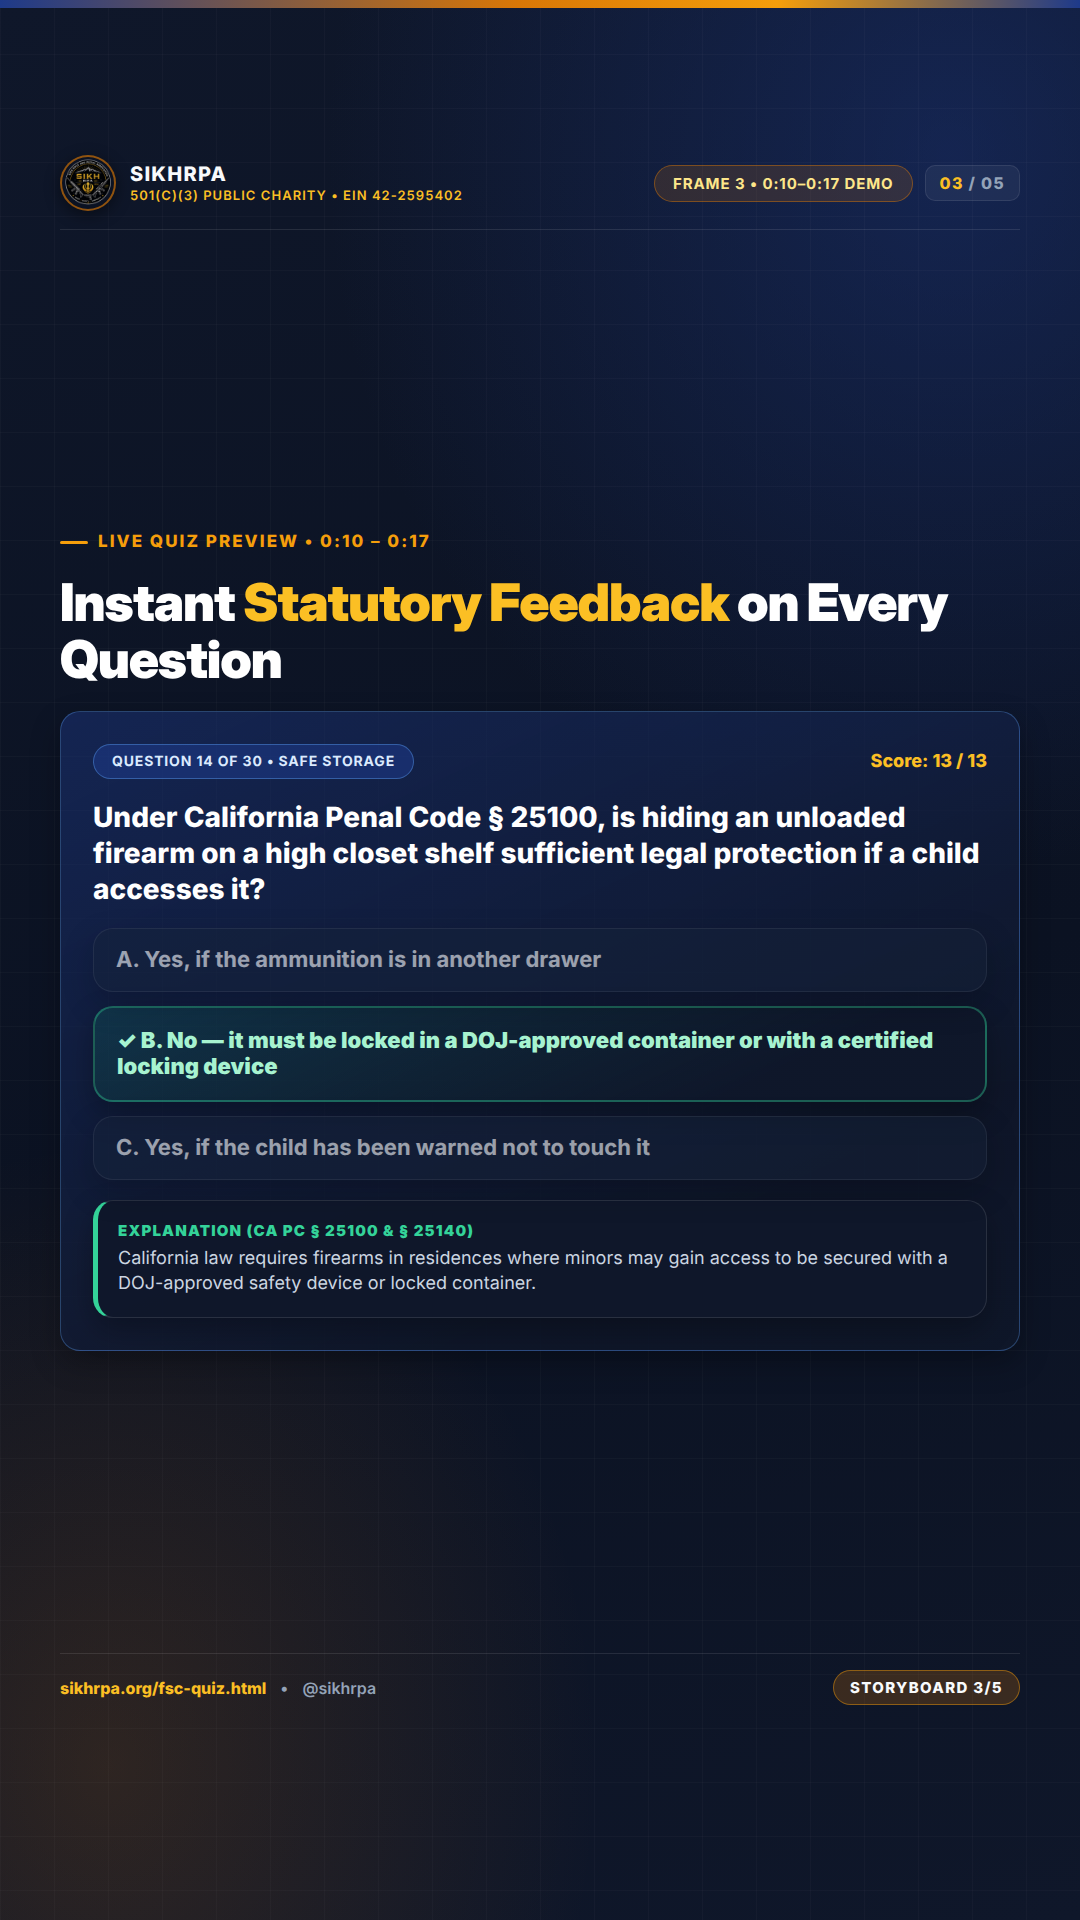 SIKH
SIKHRPA
501(C)(3) PUBLIC CHARITY • EIN 42-2595402
FRAME 3 • 0:10–0:17 DEMO
03 / 05
LIVE QUIZ PREVIEW • 0:10 – 0:17
Instant Statutory Feedback on Every
Question
QUESTION 14 OF 30 • SAFE STORAGE
Score: 13 / 13
Under California Penal Code § 25100, is hiding an unloaded
firearm on a high closet shelf sufficient legal protection if a child
accesses it?
A. Yes, if the ammunition is in another drawer
✓ B. No — it must be locked in a DOJ-approved container or with a certified
locking device
C. Yes, if the child has been warned not to touch it
EXPLANATION (CA PC § 25100 & § 25140)
California law requires firearms in residences where minors may gain access to be secured with a
DOJ-approved safety device or locked container.
sikhrpa.org/fsc-quiz.html • @sikhrpa
STORYBOARD 3/5